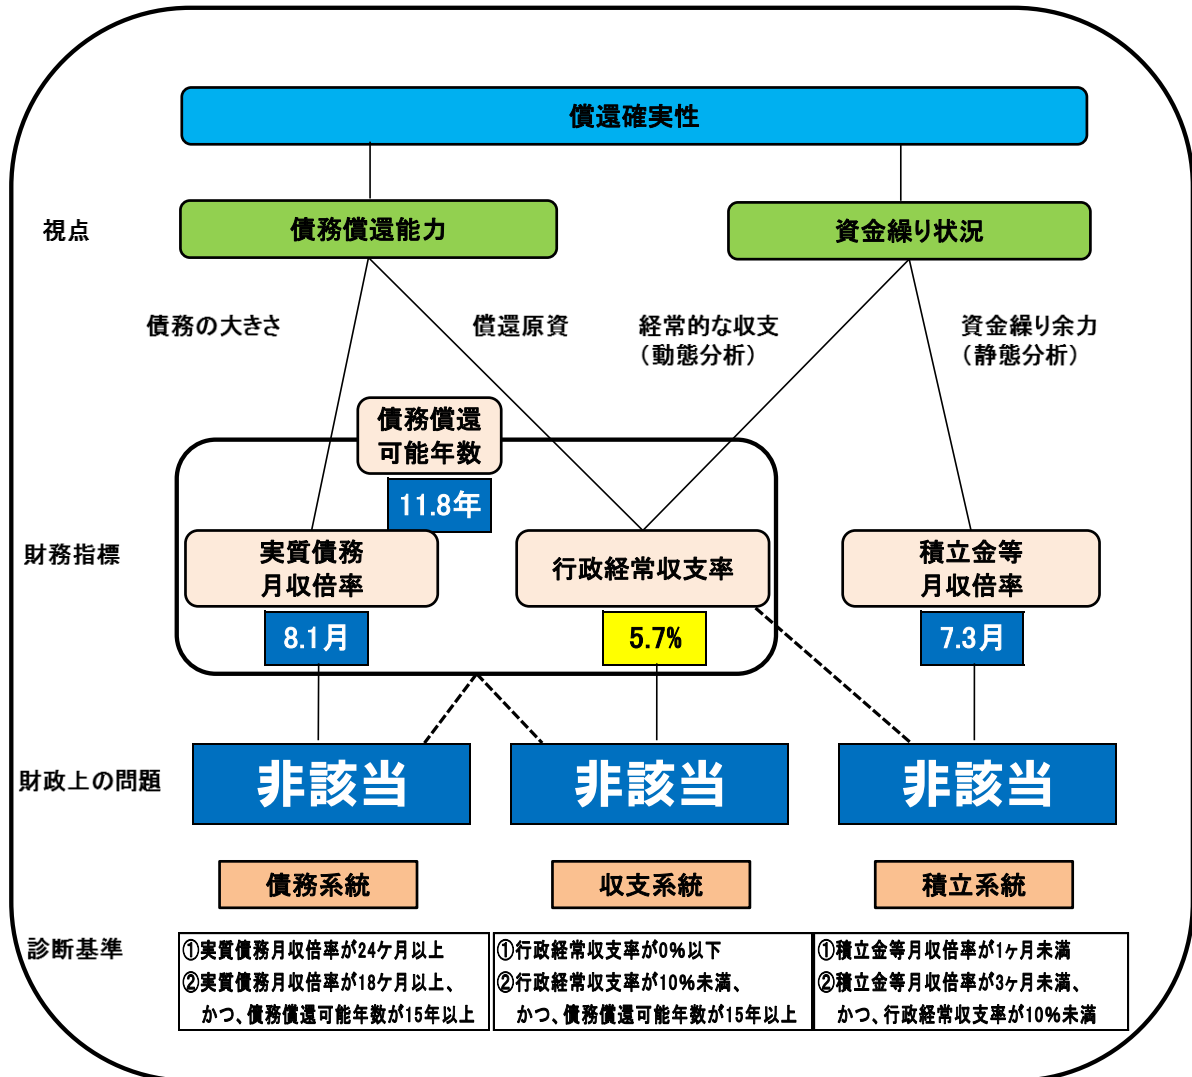 償還確実性
視点
債務償還能力
資金繰り状況
債務の大きさ
償還原資
経常的な収支
（動態分析）
資金繰り余力
（静態分析）
債務償還
可能年数
11.8年
財務指標
実質債務
月収倍率
行政経常収支率
積立金等
月収倍率
8.1月
5.7%
7.3月
財政上の問題
非該当
非該当
非該当
債務系統
収支系統
積立系統
診断基準
①実質債務月収倍率が24ケ月以上
②実質債務月収倍率が18ケ月以上、
かつ、債務償還可能年数が15年以上
①行政経常収支率が0%以下
②行政経常収支率が10%未満、
かつ、債務償還可能年数が15年以上
①積立金等月収倍率が1ヶ月未満
②積立金等月収倍率が3ヶ月未満、
かつ、行政経常収支率が10%未満